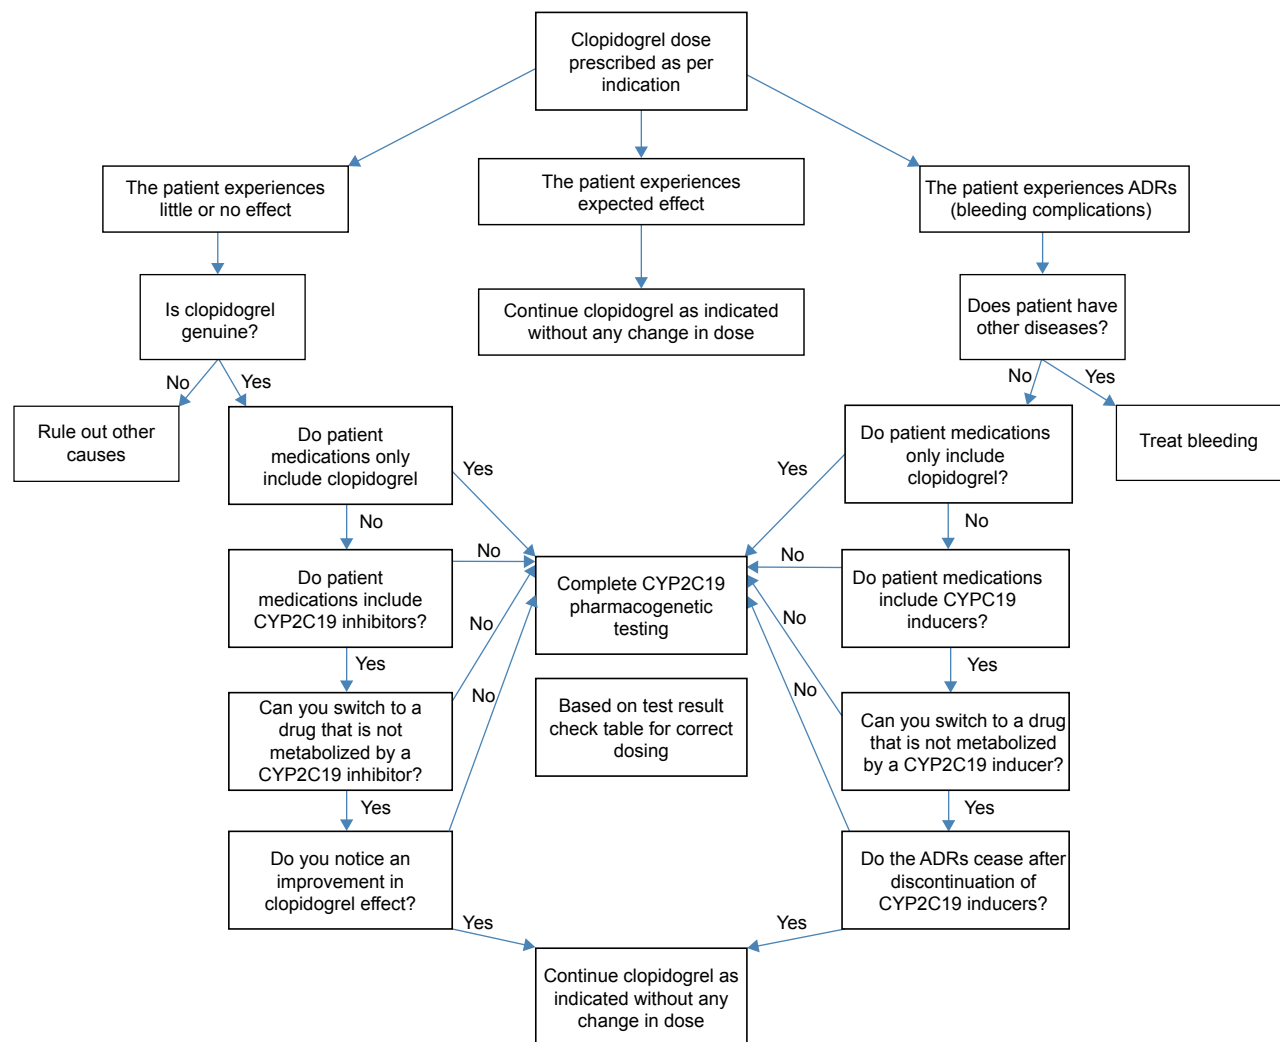 Clopidogrel dose
prescribed as per
indication
The patient experiences
little or no effect
The patient experiences
expected effect
The patient experiences ADRs
(bleeding complications)
Is clopidogrel
genuine?
Continue clopidogrel as indicated
without any change in dose
Does patient have
other diseases?
No
Yes
No
Yes
Rule out other
causes
Do patient
medications only
include clopidogrel
Yes
Yes
Do patient medications
only include
clopidogrel?
Treat bleeding
No
No
Do patient
medications include
CYP2C19 inhibitors?
No
Complete CYP2C19
pharmacogenetic
testing
No
Do patient medications
include CYPC19
inducers?
Yes
No
No
Yes
Can you switch to a
drug that is not
metabolized by a
CYP2C19 inhibitor?
No
Based on test result
check table for correct
dosing
No
Can you switch to a drug
that is not metabolized
by a CYP2C19 inducer?
Yes
Yes
Do you notice an
improvement in
clopidogrel effect?
Do the ADRs cease after
discontinuation of
CYP2C19 inducers?
Yes
Yes
Continue clopidogrel as
indicated without any
change in dose